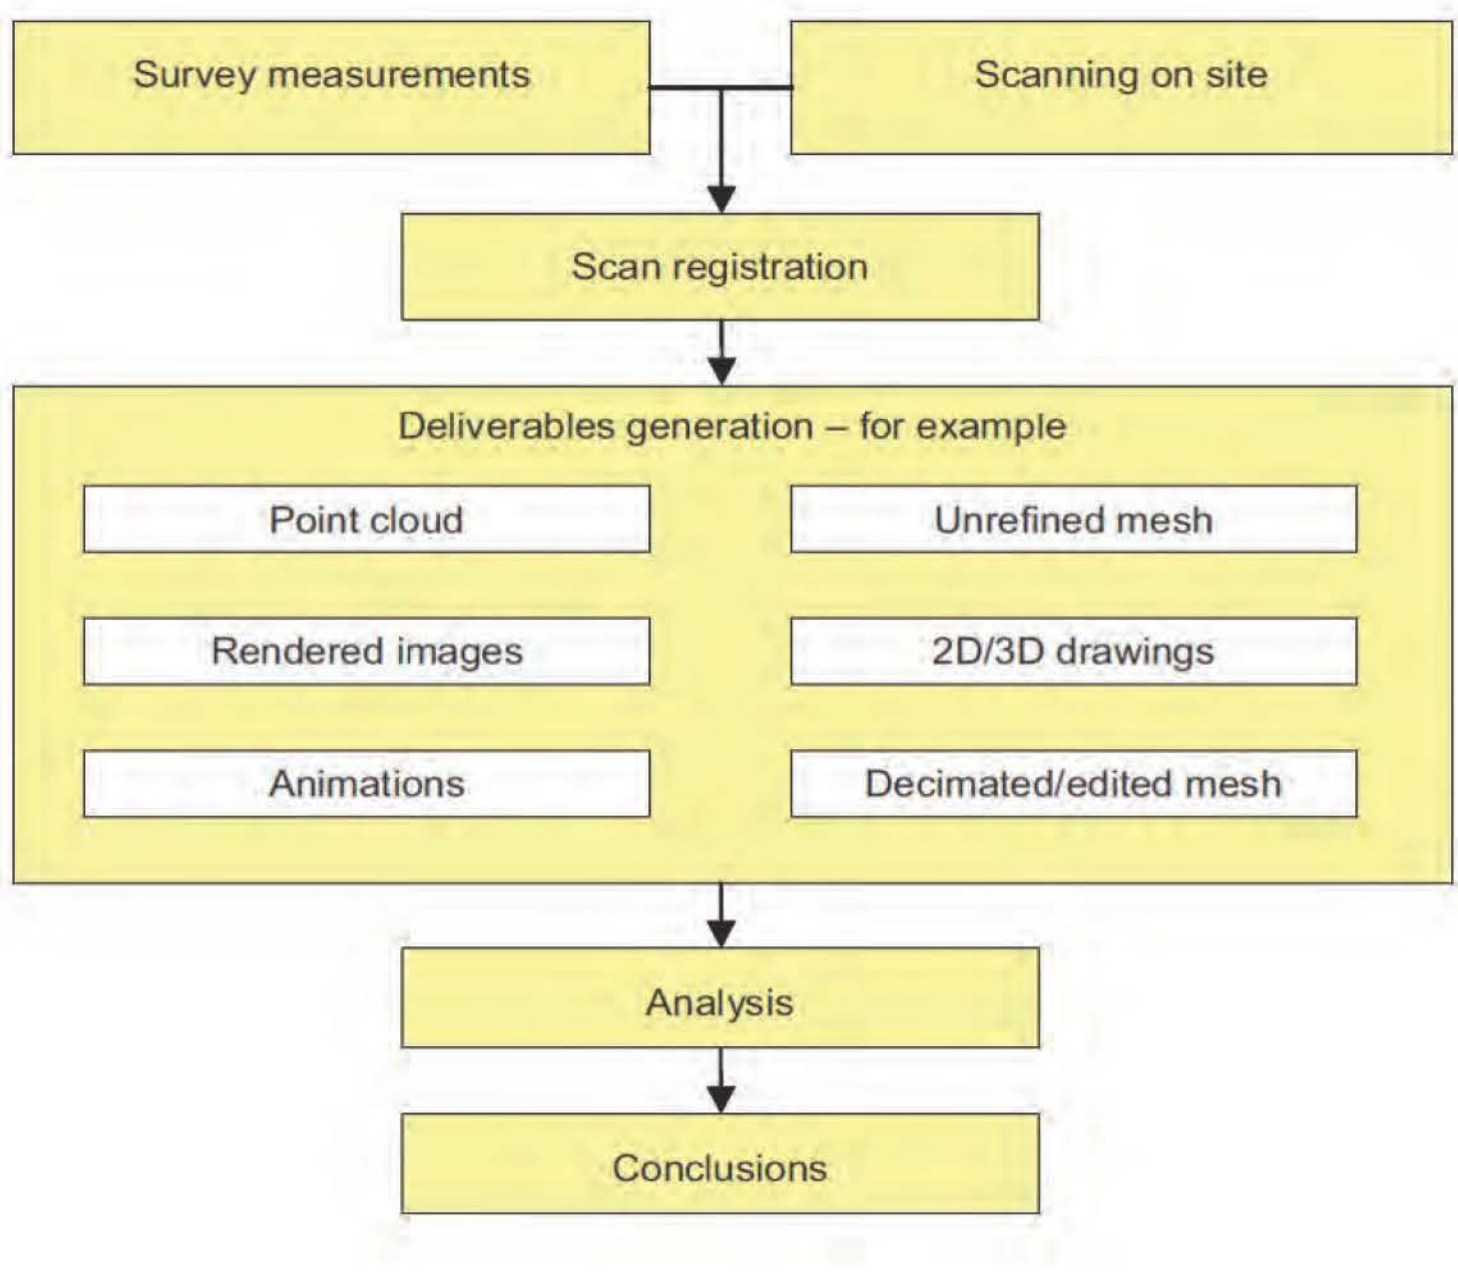 Survey measurements
Scanning on site
Scan registration
Deliverables generation – for example
Point cloud
Unrefined mesh
Rendered images
2D/3D drawings
Animations
Decimated/edited mesh
Analysis
Conclusions